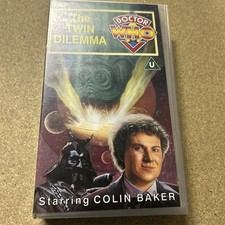 The
TWIN
DILEMMA
DOCTOR
WHO
U
Starring COLIN BAKER